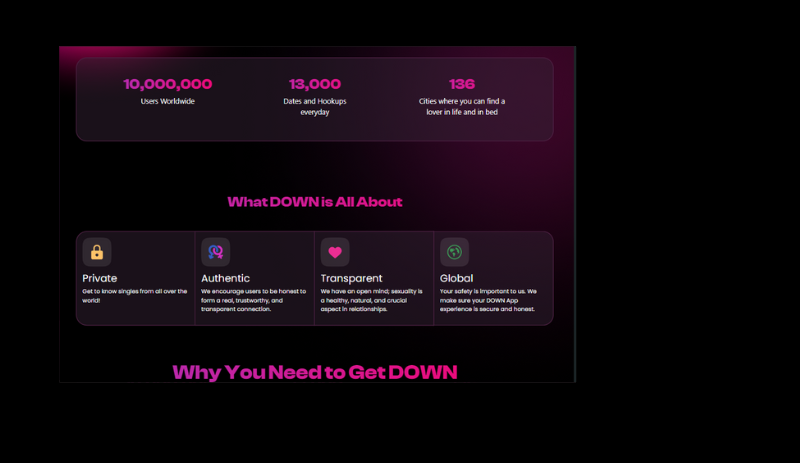 10,000,000
13,000
136
Users Worldwide
Dates and Hookups
everyday
Cities where you can find a
lover in life and in bed
What DOWN is All About
Private
Get to know singles from all over the
world!
Authentic
We encourage users to be honest to
form a real, trustworthy, and
transparent connection.
Transparent
We have an open mind; sexuality is
a healthy, natural, and crucial
aspect in relationships.
Global
Your safety is important to us. We
make sure your DOWN App
experience is secure and honest.
Why You Need to Get DOWN